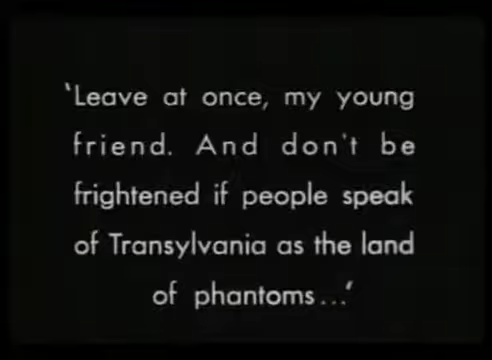 'Leave at once, my young
friend. And don't be
frightened if people speak
of Transylvania as the land
of phantoms...'